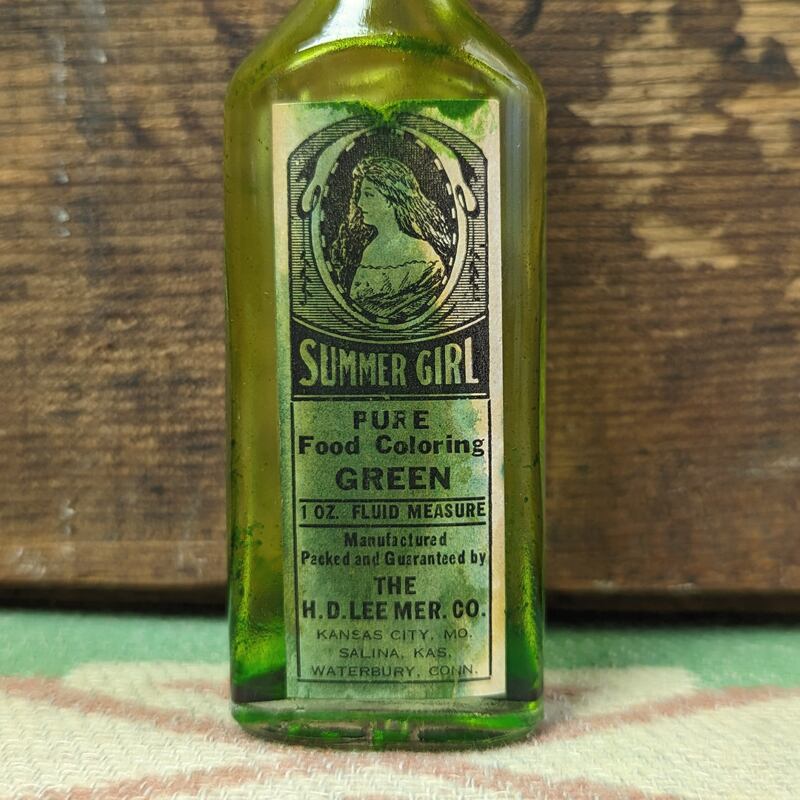 SUMMER GIRL
PURE
Food Coloring
GREEN
1 OZ. FLUID MEASURE
Manufactured
Packed and Guaranteed by
THE
H.D. LEE MER. CO.
KANSAS CITY, MO.
SALINA, KAS.
WATERBURY, CONN.